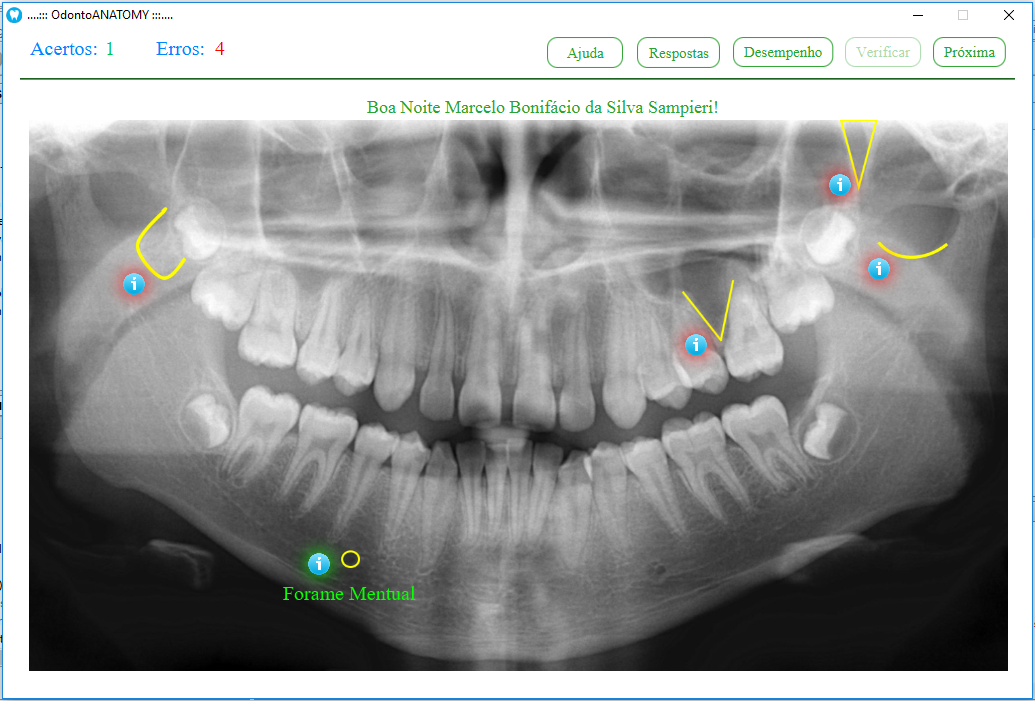 ....::: OdontoANATOMY :::....
Acertos: 1 Erros: 4 Ajuda Respostas Desempenho Verificar Próxima
Boa Noite Marcelo Bonifácio da Silva Sampieri!
Forame Mentual